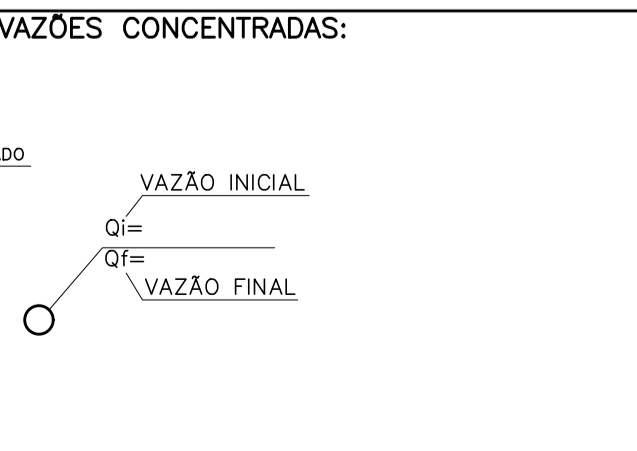 VAZÕES CONCENTRADAS:
VAZÃO INICIAL
Qi=
Qf=
VAZÃO FINAL